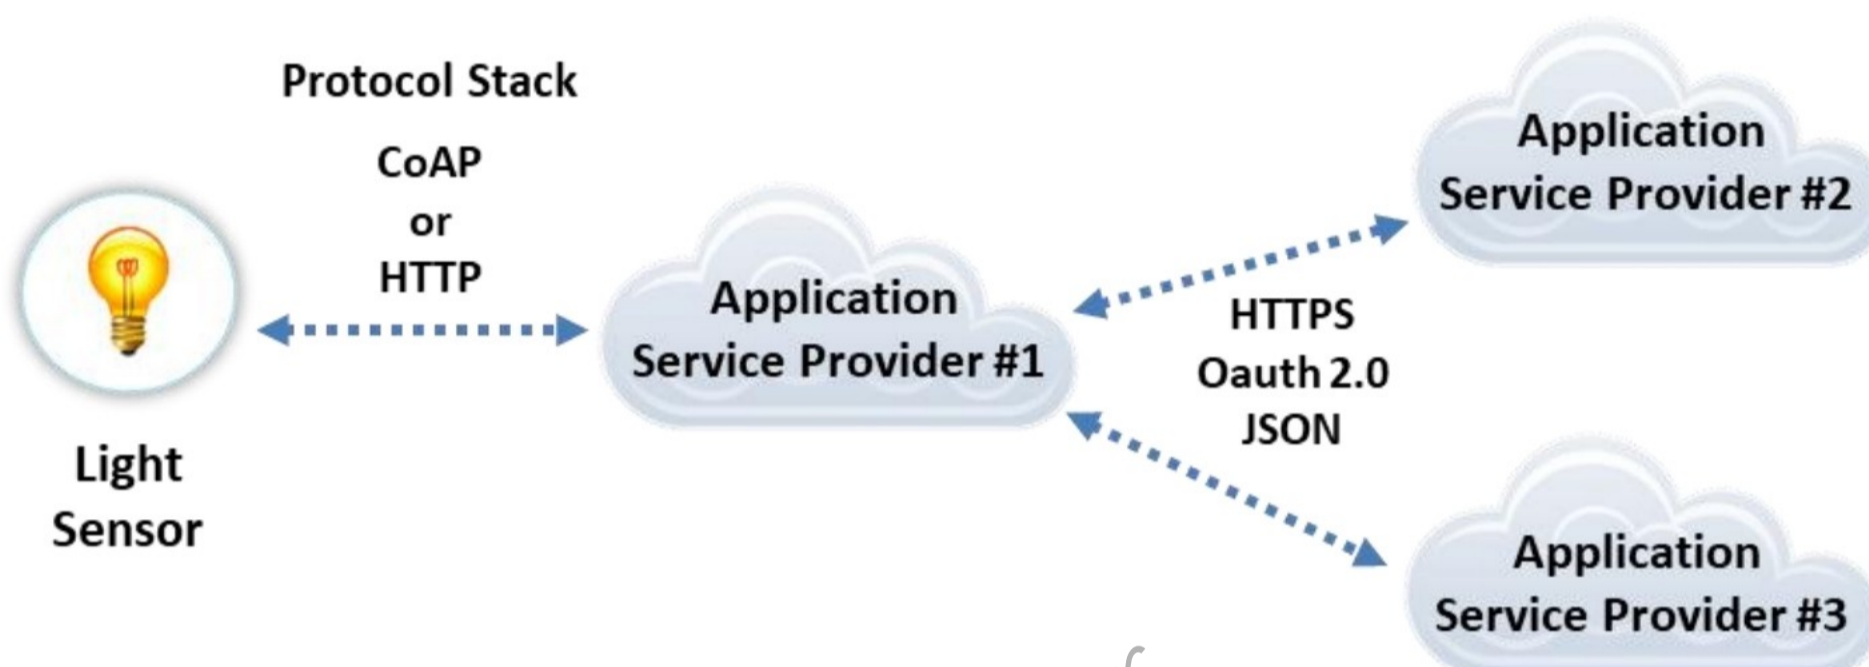 Protocol Stack
CoAP
or
HTTP
Light
Sensor
Application
Service Provider #1
HTTPS
Oauth 2.0
JSON
Application
Service Provider #2
Application
Service Provider #3